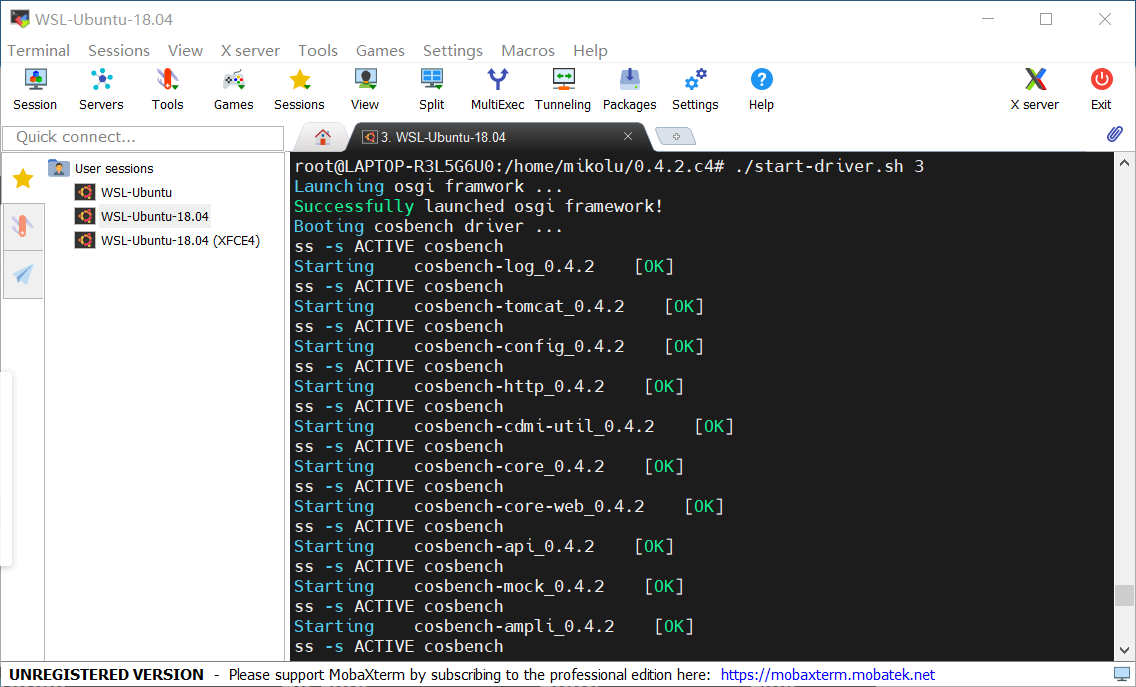 WSL-Ubuntu-18.04
Terminal Sessions View X server Tools Games Settings Macros Help
Session Servers Tools Games Sessions View Split MultiExec Tunneling Packages Settings Help X server Exit
Quick connect...
3. WSL-Ubuntu-18.04
User sessions
WSL-Ubuntu
WSL-Ubuntu-18.04
WSL-Ubuntu-18.04 (XFCE4)
root@LAPTOP-R3L5G6U0:/home/mikolu/0.4.2.c4# ./start-driver.sh 3
Launching osgi framwork ...
Successfully launched osgi framework!
Booting cosbench driver ...
ss -s ACTIVE cosbench
Starting    cosbench-log_0.4.2    [OK]
ss -s ACTIVE cosbench
Starting    cosbench-tomcat_0.4.2    [OK]
ss -s ACTIVE cosbench
Starting    cosbench-config_0.4.2    [OK]
ss -s ACTIVE cosbench
Starting    cosbench-http_0.4.2    [OK]
ss -s ACTIVE cosbench
Starting    cosbench-cdmi-util_0.4.2    [OK]
ss -s ACTIVE cosbench
Starting    cosbench-core_0.4.2    [OK]
ss -s ACTIVE cosbench
Starting    cosbench-core-web_0.4.2    [OK]
ss -s ACTIVE cosbench
Starting    cosbench-api_0.4.2    [OK]
ss -s ACTIVE cosbench
Starting    cosbench-mock_0.4.2    [OK]
ss -s ACTIVE cosbench
Starting    cosbench-ampli_0.4.2    [OK]
ss -s ACTIVE cosbench
UNREGISTERED VERSION - Please support MobaXterm by subscribing to the professional edition here: https://mobaxterm.mobatek.net